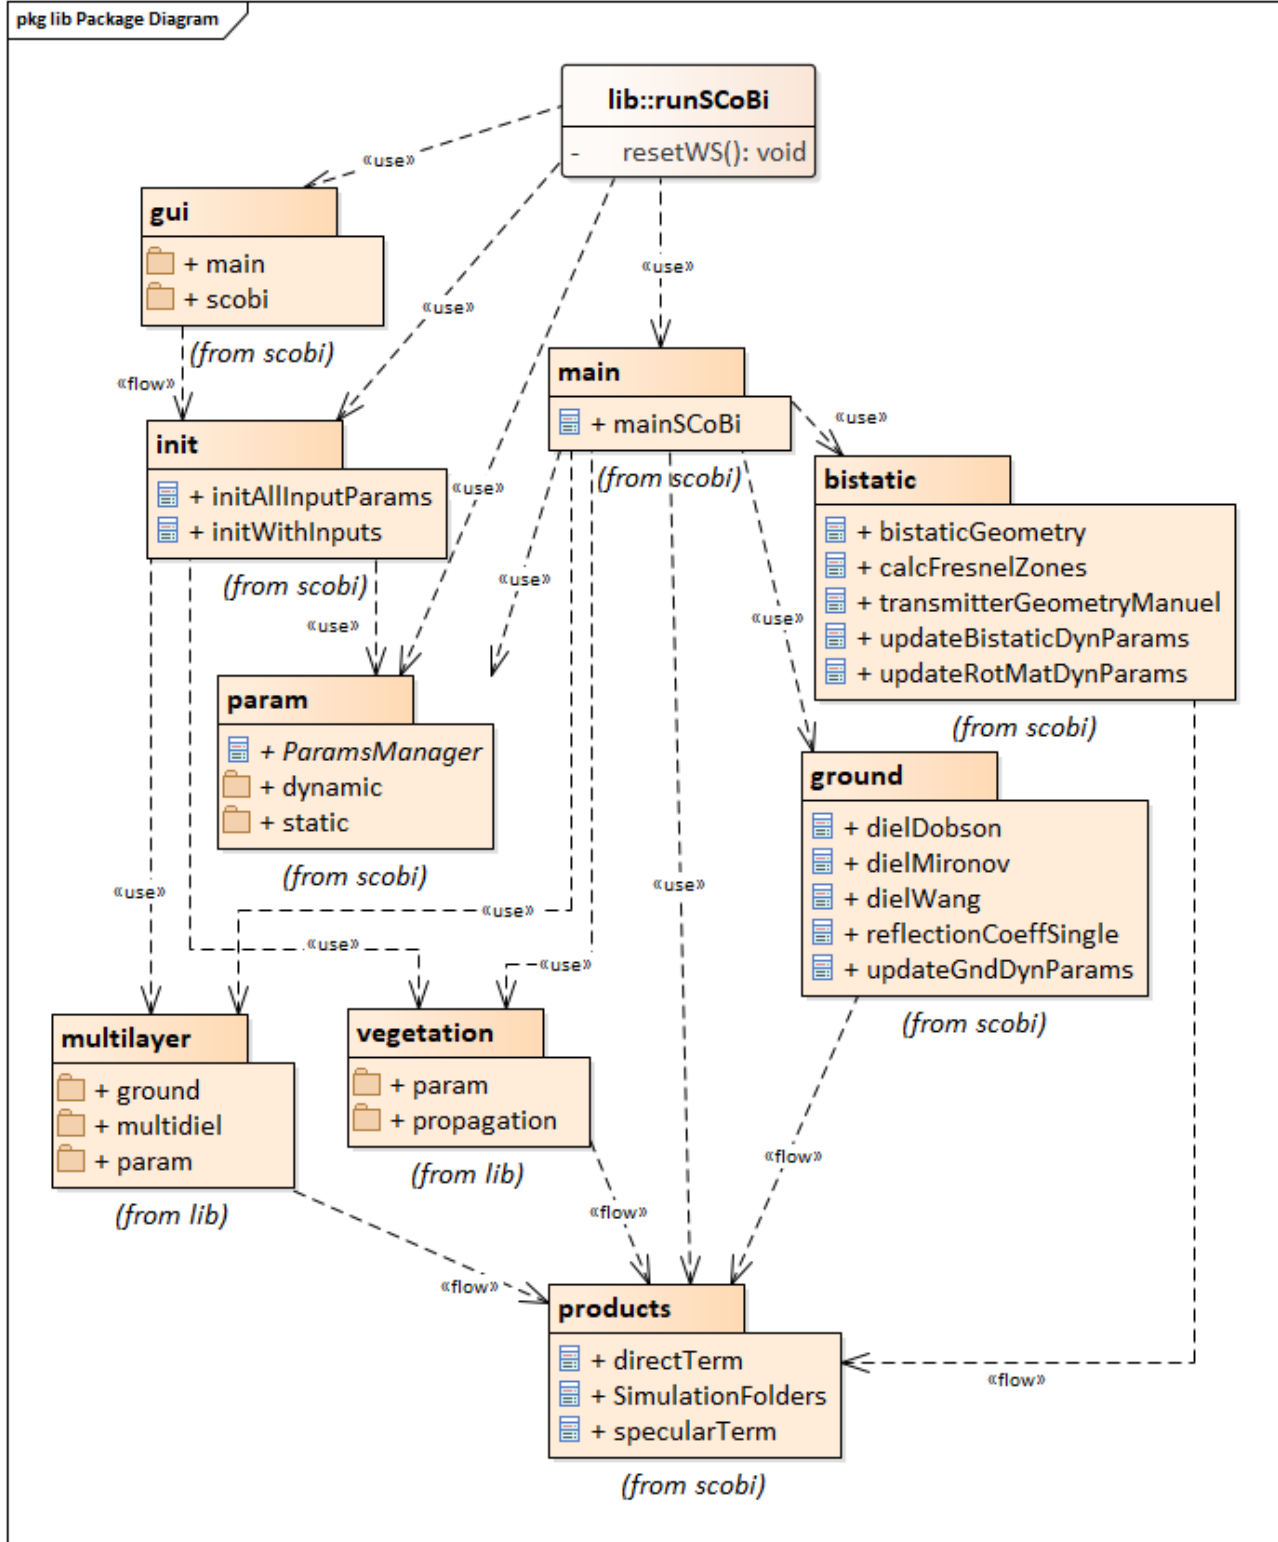 pkg lib Package Diagram
lib::runSCoBi
- resetWS(): void
«use»
gui
+ main
+ scobi
(from scobi)
«use»
«use»
«flow»
main
+ mainSCoBi
(from scobi)
«use»
init
+ initAllInputParams
+ initWithInputs
(from scobi)
«use»
bistatic
+ bistaticGeometry
+ calcFresnelZones
+ transmitterGeometryManuel
+ updateBistaticDynParams
+ updateRotMatDynParams
(from scobi)
«use»
«use»
«use»
param
+ ParamsManager
+ dynamic
+ static
(from scobi)
ground
+ dielDobson
+ dielMironov
+ dielWang
+ reflectionCoeffSingle
+ updateGndDynParams
(from scobi)
«use»
«use»
«use»
«use»
«use»
multilayer
+ ground
+ multidiel
+ param
(from lib)
vegetation
+ param
+ propagation
(from lib)
«flow»
«flow»
«flow»
products
+ directTerm
+ SimulationFolders
+ specularTerm
(from scobi)
«flow»